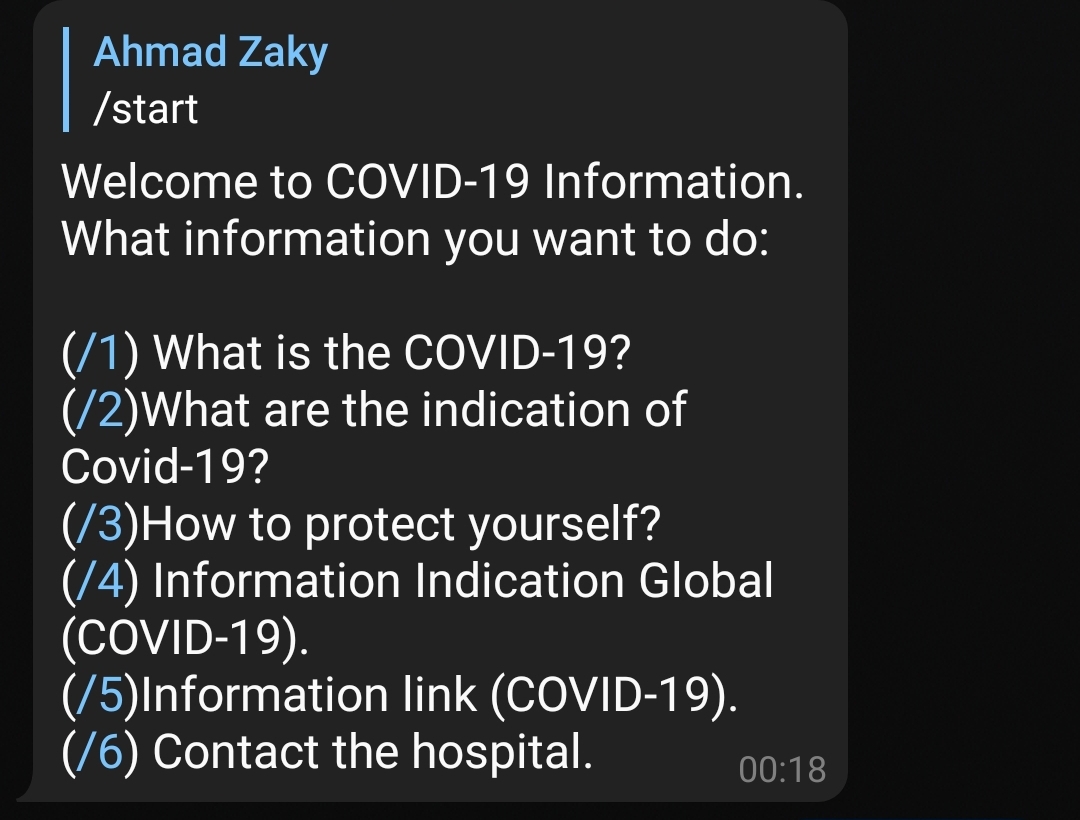 Ahmad Zaky
/start
Welcome to COVID-19 Information.
What information you want to do:
(/1) What is the COVID-19?
(/2)What are the indication of
Covid-19?
(/3)How to protect yourself?
(/4) Information Indication Global
(COVID-19).
(/5)Information link (COVID-19).
(/6) Contact the hospital.
00:18